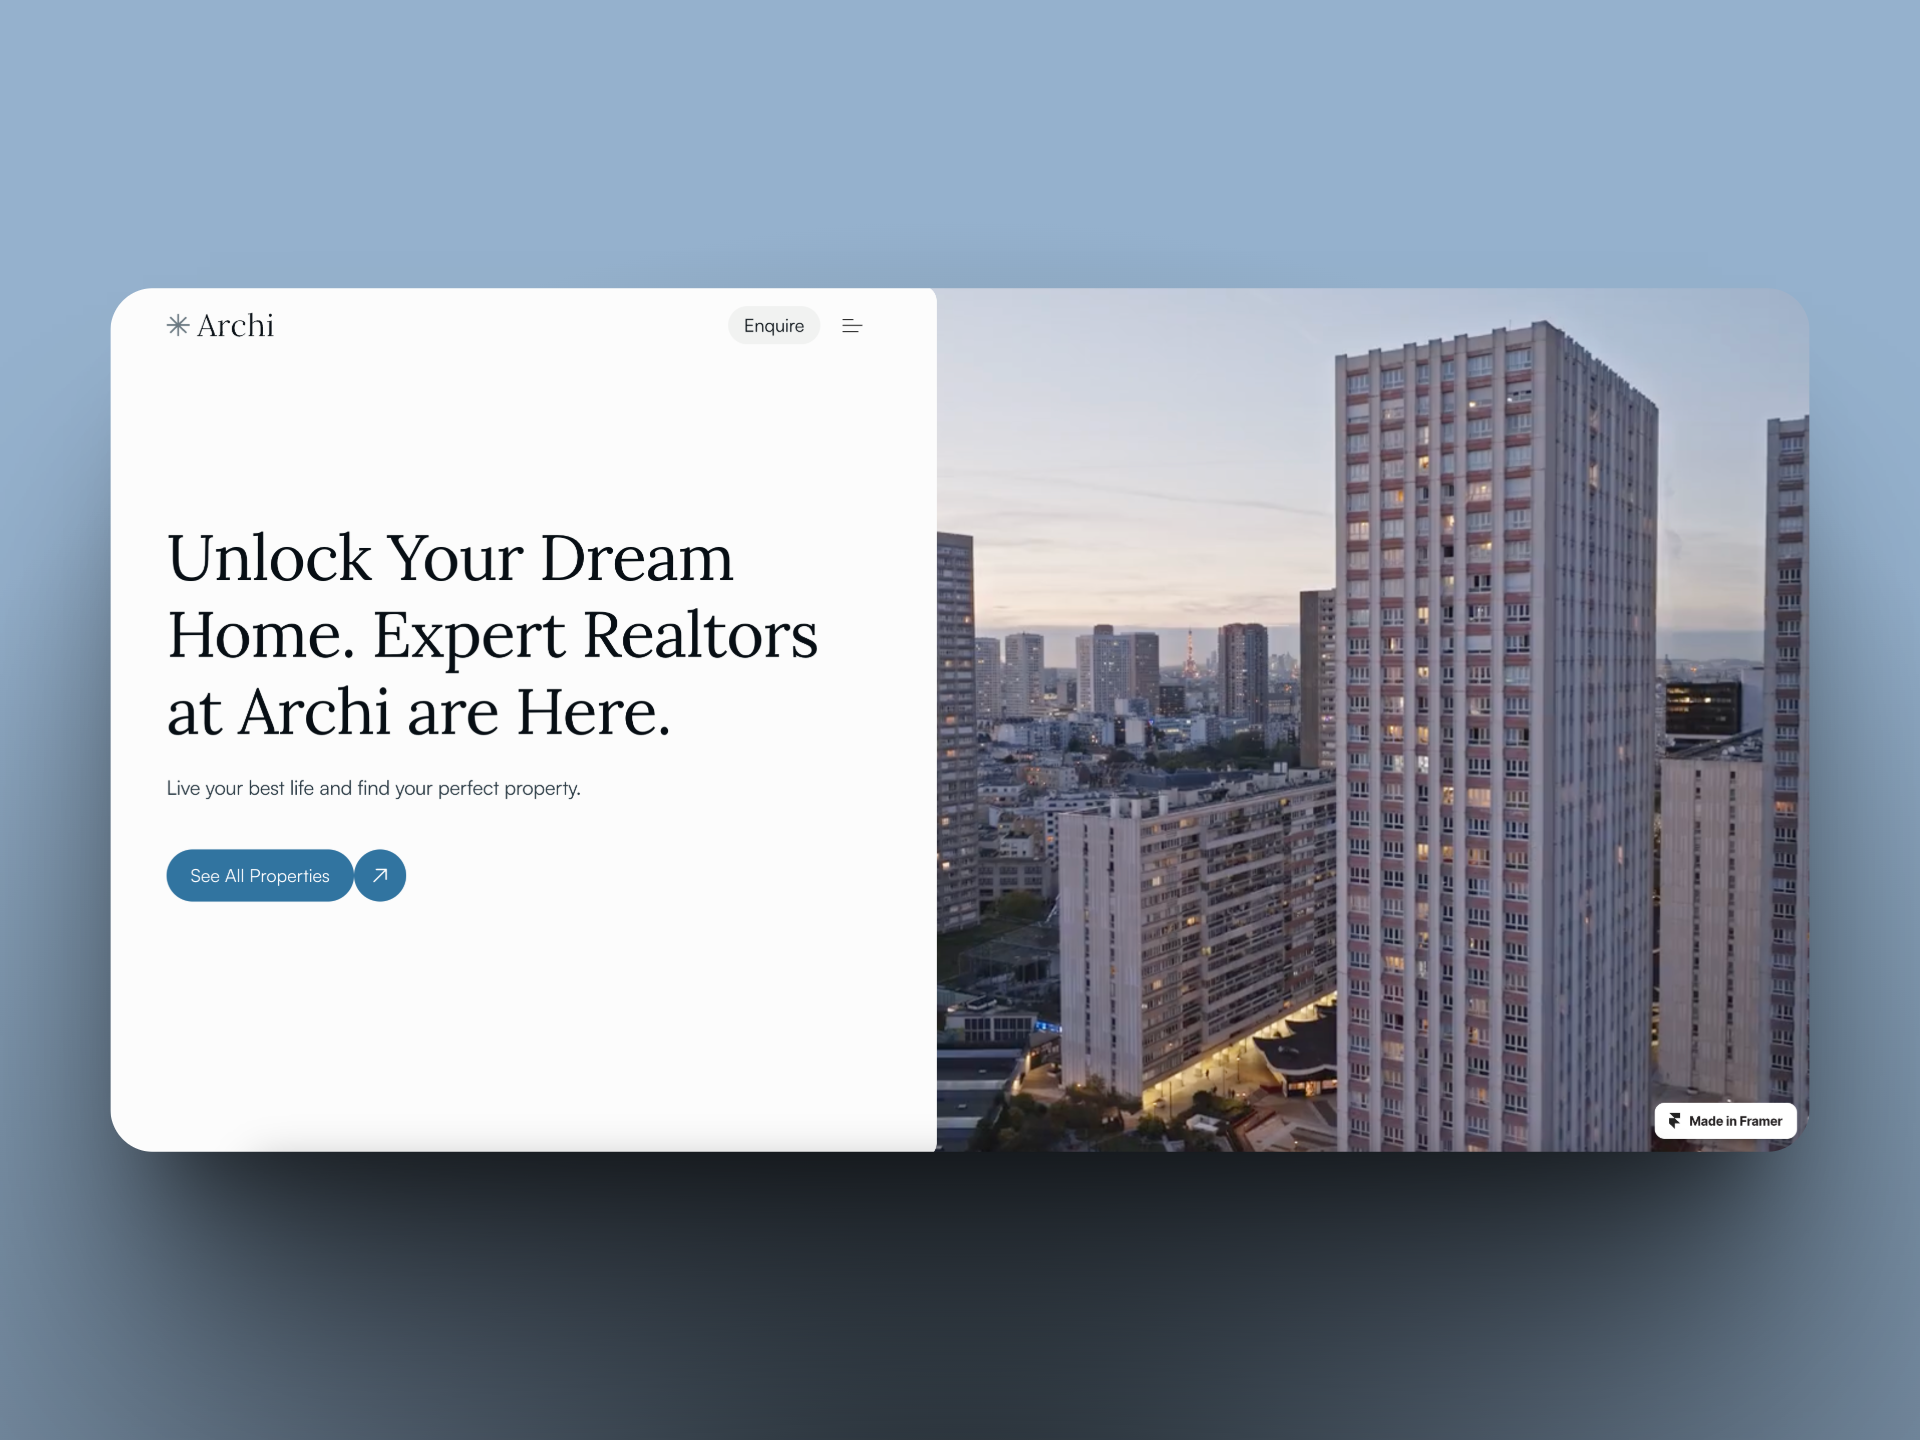 Archi
Enquire
Unlock Your Dream
Home. Expert Realtors
at Archi are Here.
Live your best life and find your perfect property.
See All Properties
Made in Framer